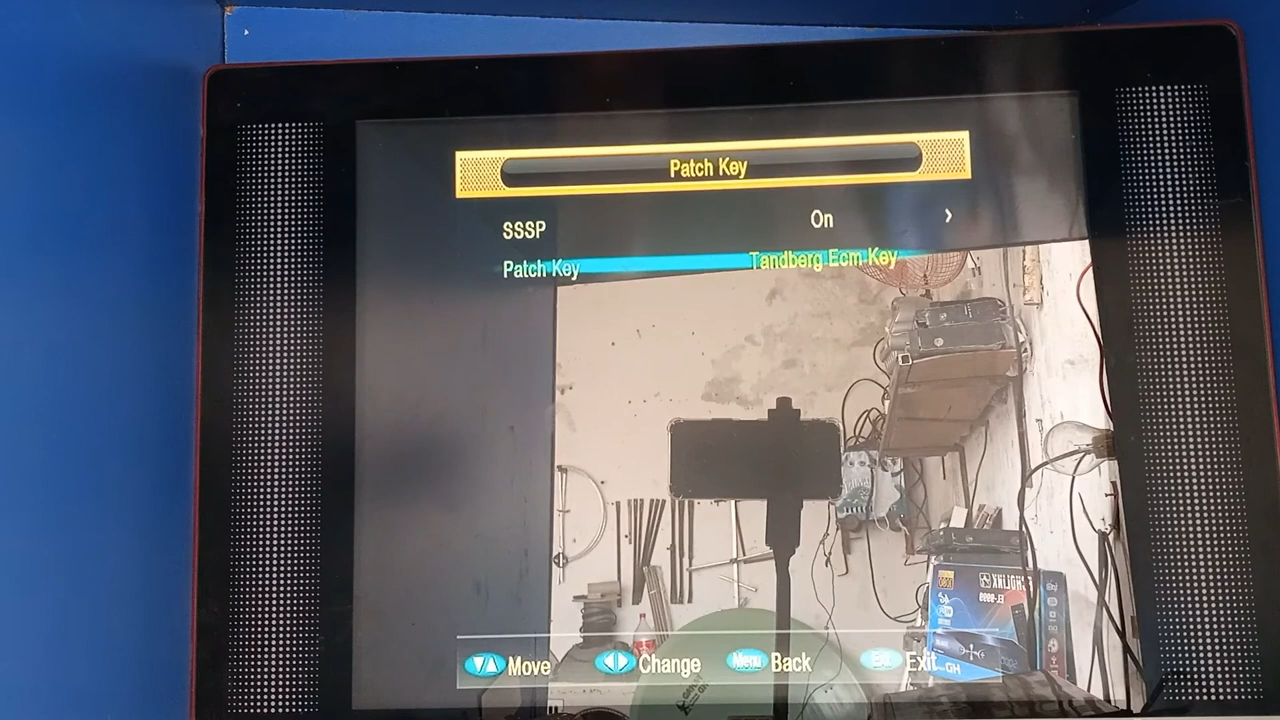 Patch Key
SSSP On
Patch Key Tandberg Ecm Key
Move Change Menu Back Exit